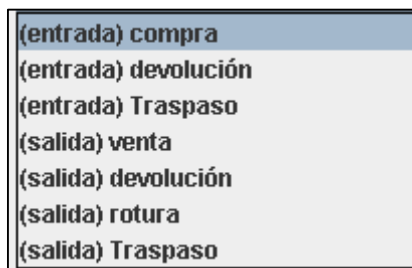 (entrada) compra
(entrada) devolución
(entrada) Traspaso
(salida) venta
(salida) devolución
(salida) rotura
(salida) Traspaso